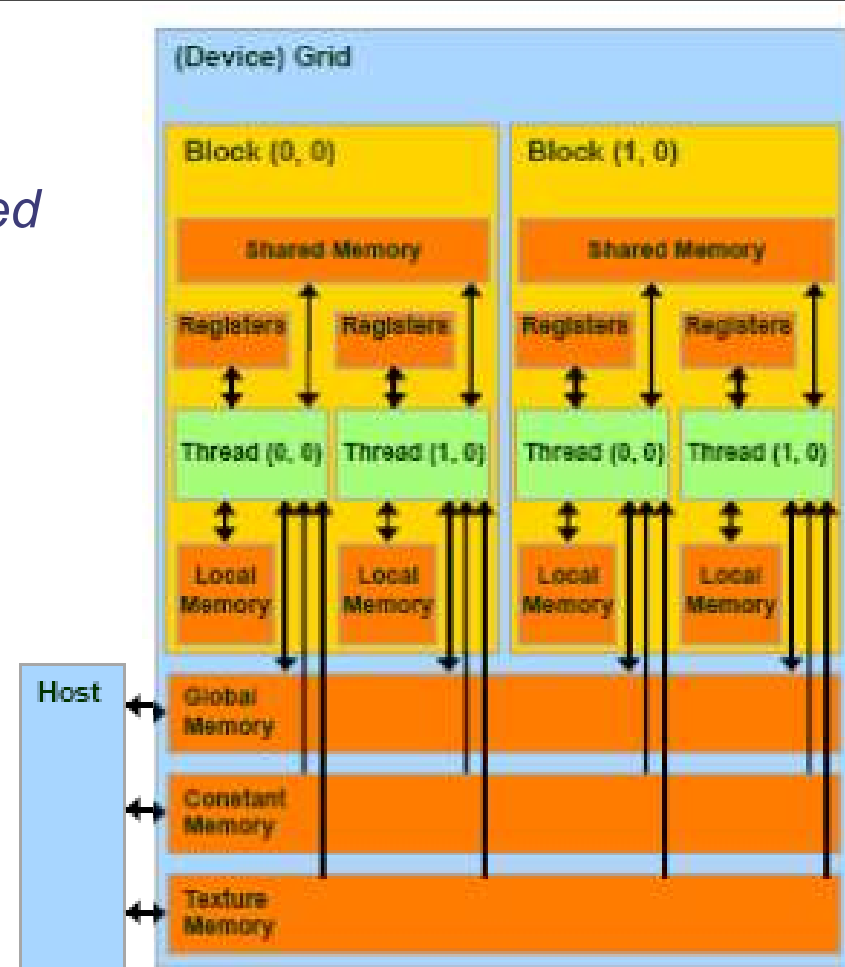 (Device) Grid
ed
Block (0, 0)
Block (1, 0)
Shared Memory
Shared Memory
Registers
Registers
Registers
Registers
Thread (0, 0)
Thread (1, 0)
Thread (0, 0)
Thread (1, 0)
Local
Memory
Local
Memory
Local
Memory
Local
Memory
Host
Global
Memory
Constant
Memory
Texture
Memory